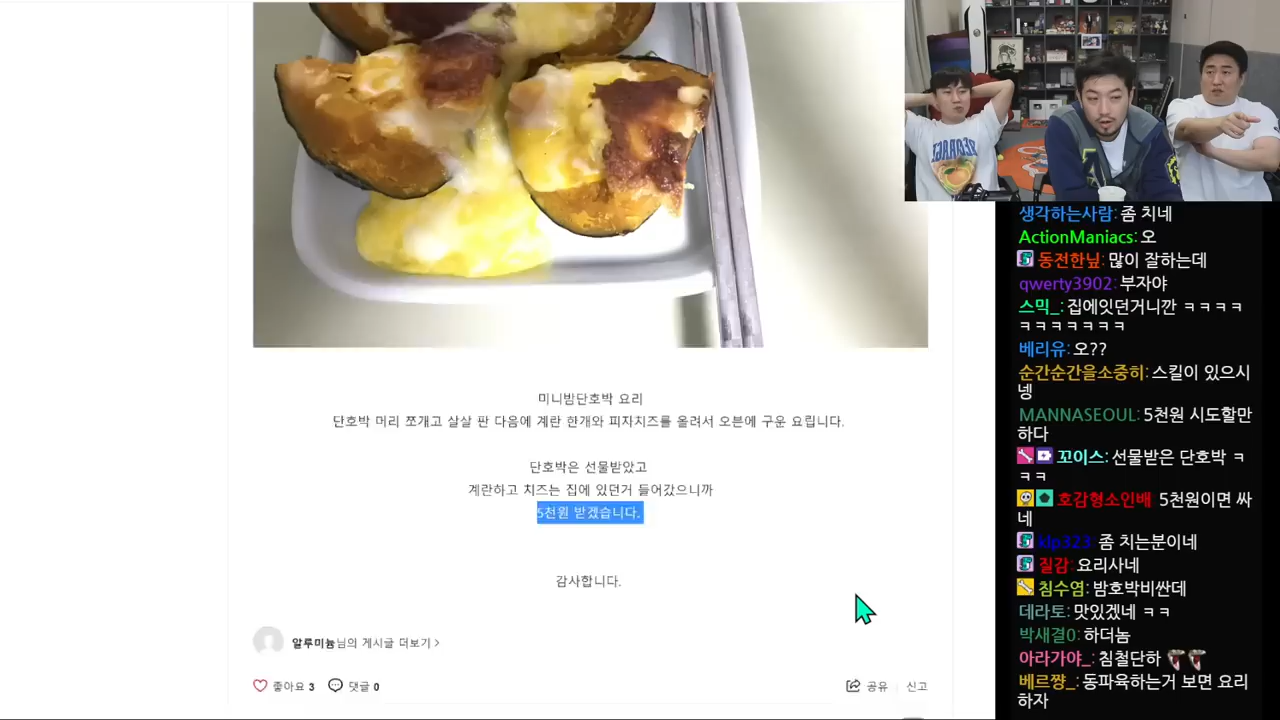 미니밤단호박 요리
단호박 머리 쪼개고 살살 판 다음에 계란 한개와 피자치즈를 올려서 오븐에 구운 요립니다.
단호박은 선물받았고
계란하고 치즈는 집에 있던거 들어갔으니까
5천원 받겠습니다.
감사합니다.
알루미늄님의 게시글 더보기 >
좋아요 3 댓글 0
공유 신고
생각하는사람: 좀 치네
ActionManiacs: 오
동전한닢: 많이 잘하는데
qwerty3902: 부자야
스믹_: 집에잇던거니깐 ㅋㅋㅋㅋ
ㅋㅋㅋㅋㅋㅋㅋ
베리유: 오??
순간순간을소중히: 스킬이 있으시
넹
MANNASEOUL: 5천원 시도할만
하다
꼬이스: 선물받은 단호박 ㅋ
ㅋㅋ
호감형소인배 5천원이면 싸
네
klp323 좀 치는분이네
질감: 요리사네
침수염: 밤호박비싼데
데라토: 맛있겠네 ㅋㅋ
박새결0: 하더놈
아라가야_: 침철단하
베르쨩_: 동파육하는거 보면 요리
하자